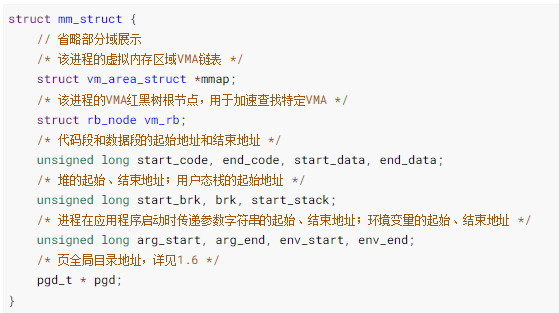 struct mm_struct {
// 省略部分域展示
/* 该进程的虚拟内存区域VMA链表 */
struct vm_area_struct *mmap;
/* 该进程的VMA红黑树根节点，用于加速查找特定VMA */
struct rb_node vm_rb;
/* 代码段和数据段的起始地址和结束地址 */
unsigned long start_code, end_code, start_data, end_data;
/* 堆的起始、结束地址；用户态栈的起始地址 */
unsigned long start_brk, brk, start_stack;
/* 进程在应用程序启动时传递参数字符串的起始、结束地址；环境变量的起始、结束地址 */
unsigned long arg_start, arg_end, env_start, env_end;
/* 页全局目录地址，详见1.6 */
pgd_t * pgd;
}